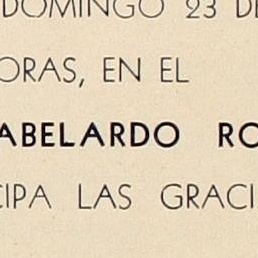 DOMINGO 23 DE
ORAS, EN EL
ABELARDO RO
CIPA LAS GRACI